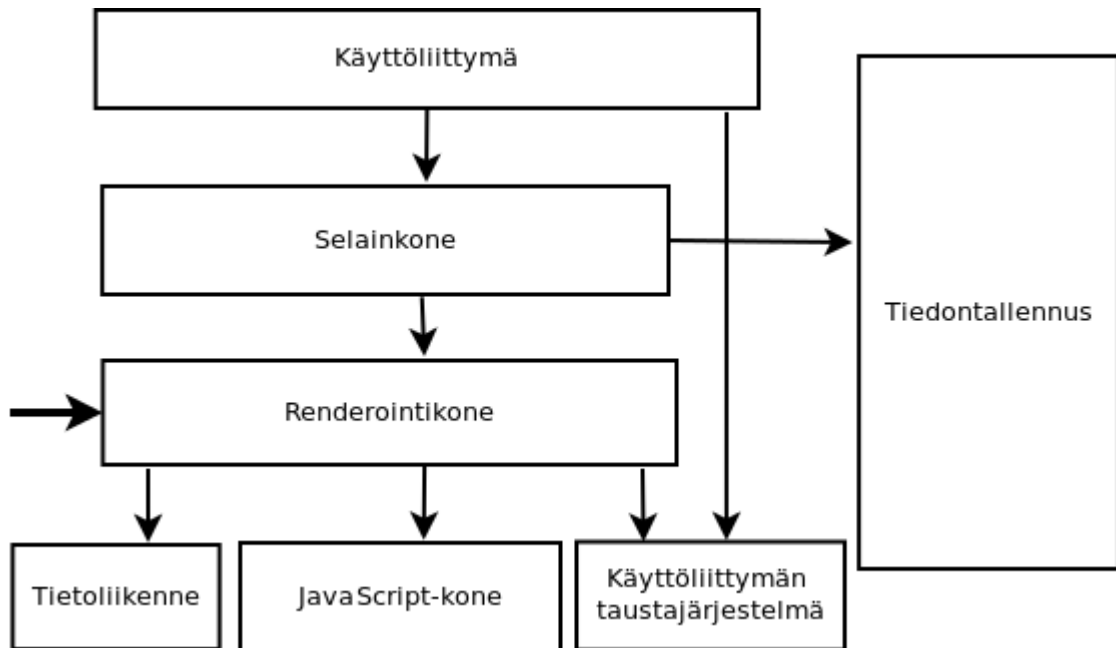 Käyttöliittymä
Selainkone
Tiedontallennus
Renderointikone
Tietoliikenne
JavaScript-kone
Käyttöliittymän
taustajärjestelmä